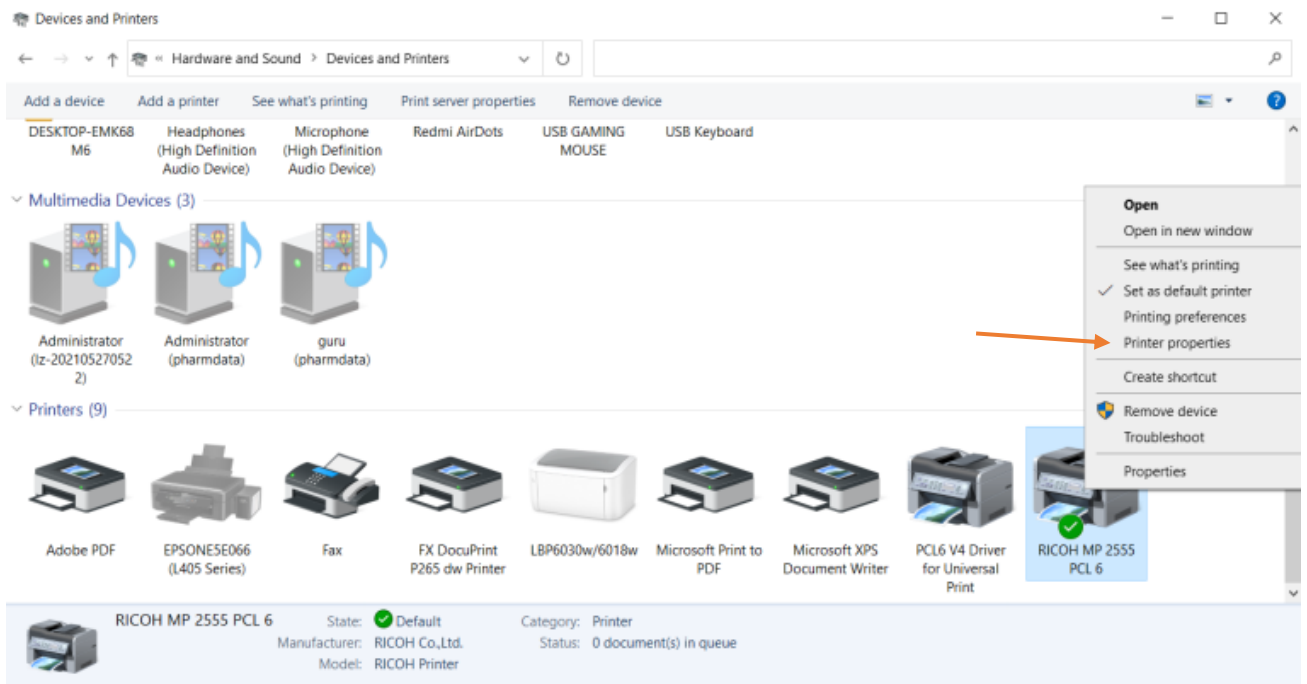 Devices and Printers
« Hardware and Sound > Devices and Printers
Add a device Add a printer See what's printing Print server properties Remove device
DESKTOP-EMK68
M6
Headphones
(High Definition
Audio Device)
Microphone
(High Definition
Audio Device)
Redmi AirDots
USB GAMING
MOUSE
USB Keyboard
Multimedia Devices (3)
Administrator
(lz-20210527052
2)
Administrator
(pharmdata)
guru
(pharmdata)
Open
Open in new window
See what's printing
Set as default printer
Printing preferences
Printer properties
Create shortcut
Remove device
Troubleshoot
Properties
Printers (9)
Adobe PDF
EPSONE5E066
(L405 Series)
Fax
FX DocuPrint
P265 dw Printer
LBP6030w/6018w
Microsoft Print to
PDF
Microsoft XPS
Document Writer
PCL6 V4 Driver
for Universal
Print
RICOH MP 2555
PCL 6
RICOH MP 2555 PCL 6 State: Default Category: Printer
Manufacturer: RICOH Co.,Ltd. Status: 0 document(s) in queue
Model: RICOH Printer